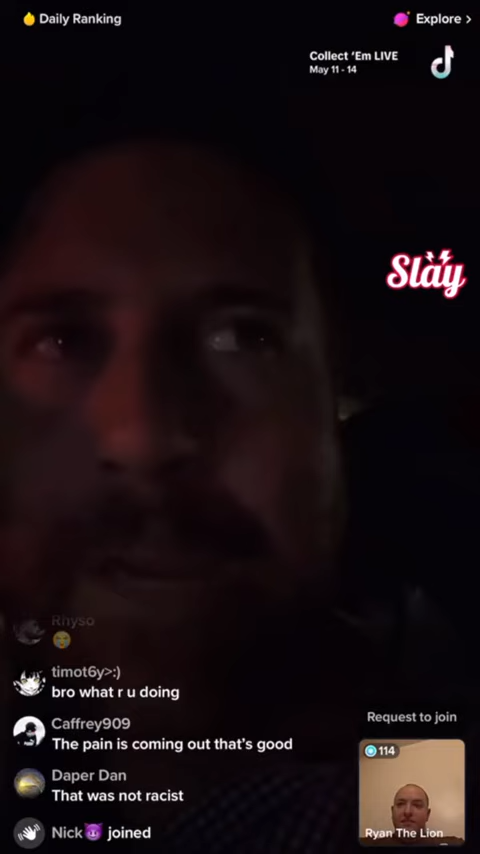 Daily Ranking
Explore >
Collect ‘Em LIVE
May 11 - 14
Slay
Rhyso
timot6y>:)
bro what r u doing
Caffrey909
The pain is coming out that’s good
Daper Dan
That was not racist
Nick😈 joined
Request to join
114
Ryan The Lion